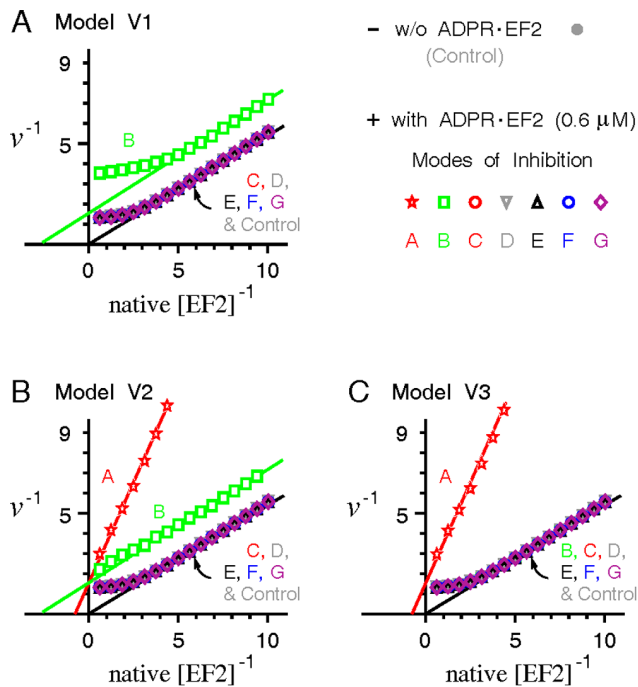 A Model V1
9
5
v⁻¹
B
C, D,
E, F, G
& Control
0 5 10
native [EF2]⁻¹
− w/o ADPR·EF2
(Control)
+ with ADPR·EF2 (0.6 µM)
Modes of Inhibition
A B C D E F G
B Model V2
9
5
v⁻¹
A
B
C, D,
E, F, G
& Control
0 5 10
native [EF2]⁻¹
C Model V3
9
5
v⁻¹
A
B, C, D,
E, F, G
& Control
0 5 10
native [EF2]⁻¹